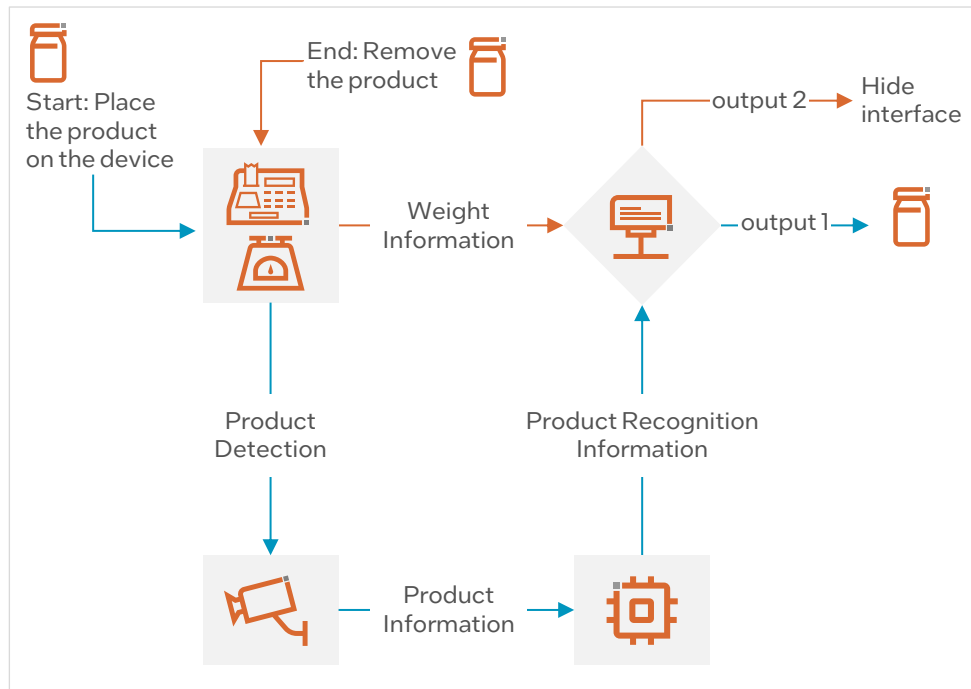 Start: Place
the product
on the device
End: Remove
the product
output 2
Hide
interface
Weight
Information
output 1
Product
Detection
Product Recognition
Information
Product
Information